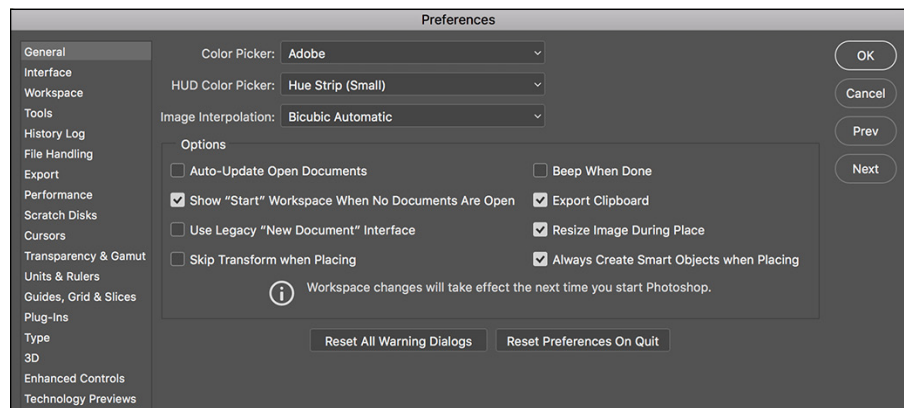 Preferences
General
Interface
Workspace
Tools
History Log
File Handling
Export
Performance
Scratch Disks
Cursors
Transparency & Gamut
Units & Rulers
Guides, Grid & Slices
Plug-Ins
Type
3D
Enhanced Controls
Technology Previews
Color Picker: Adobe
HUD Color Picker: Hue Strip (Small)
Image Interpolation: Bicubic Automatic
Options
Auto-Update Open Documents
Show “Start” Workspace When No Documents Are Open
Use Legacy “New Document” Interface
Skip Transform when Placing
Beep When Done
Export Clipboard
Resize Image During Place
Always Create Smart Objects when Placing
Workspace changes will take effect the next time you start Photoshop.
Reset All Warning Dialogs
Reset Preferences On Quit
OK
Cancel
Prev
Next